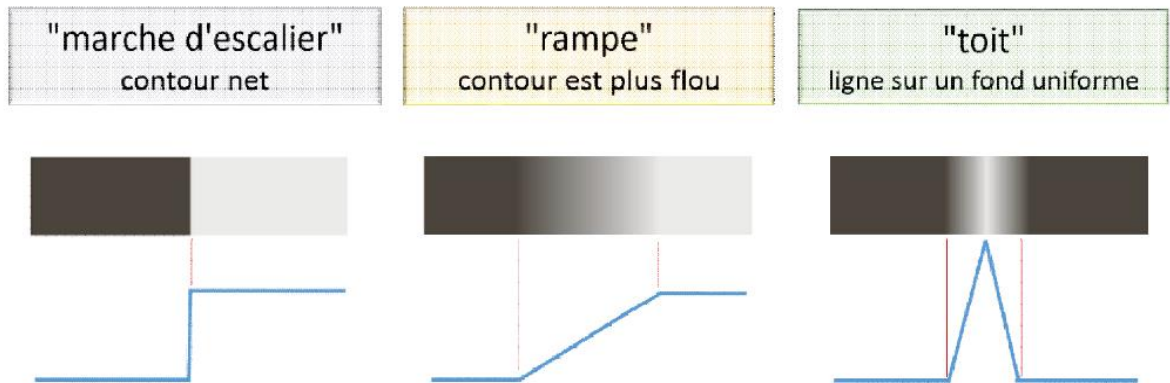 "marche d'escalier"
contour net
"rampe"
contour est plus flou
"toit"
ligne sur un fond uniforme